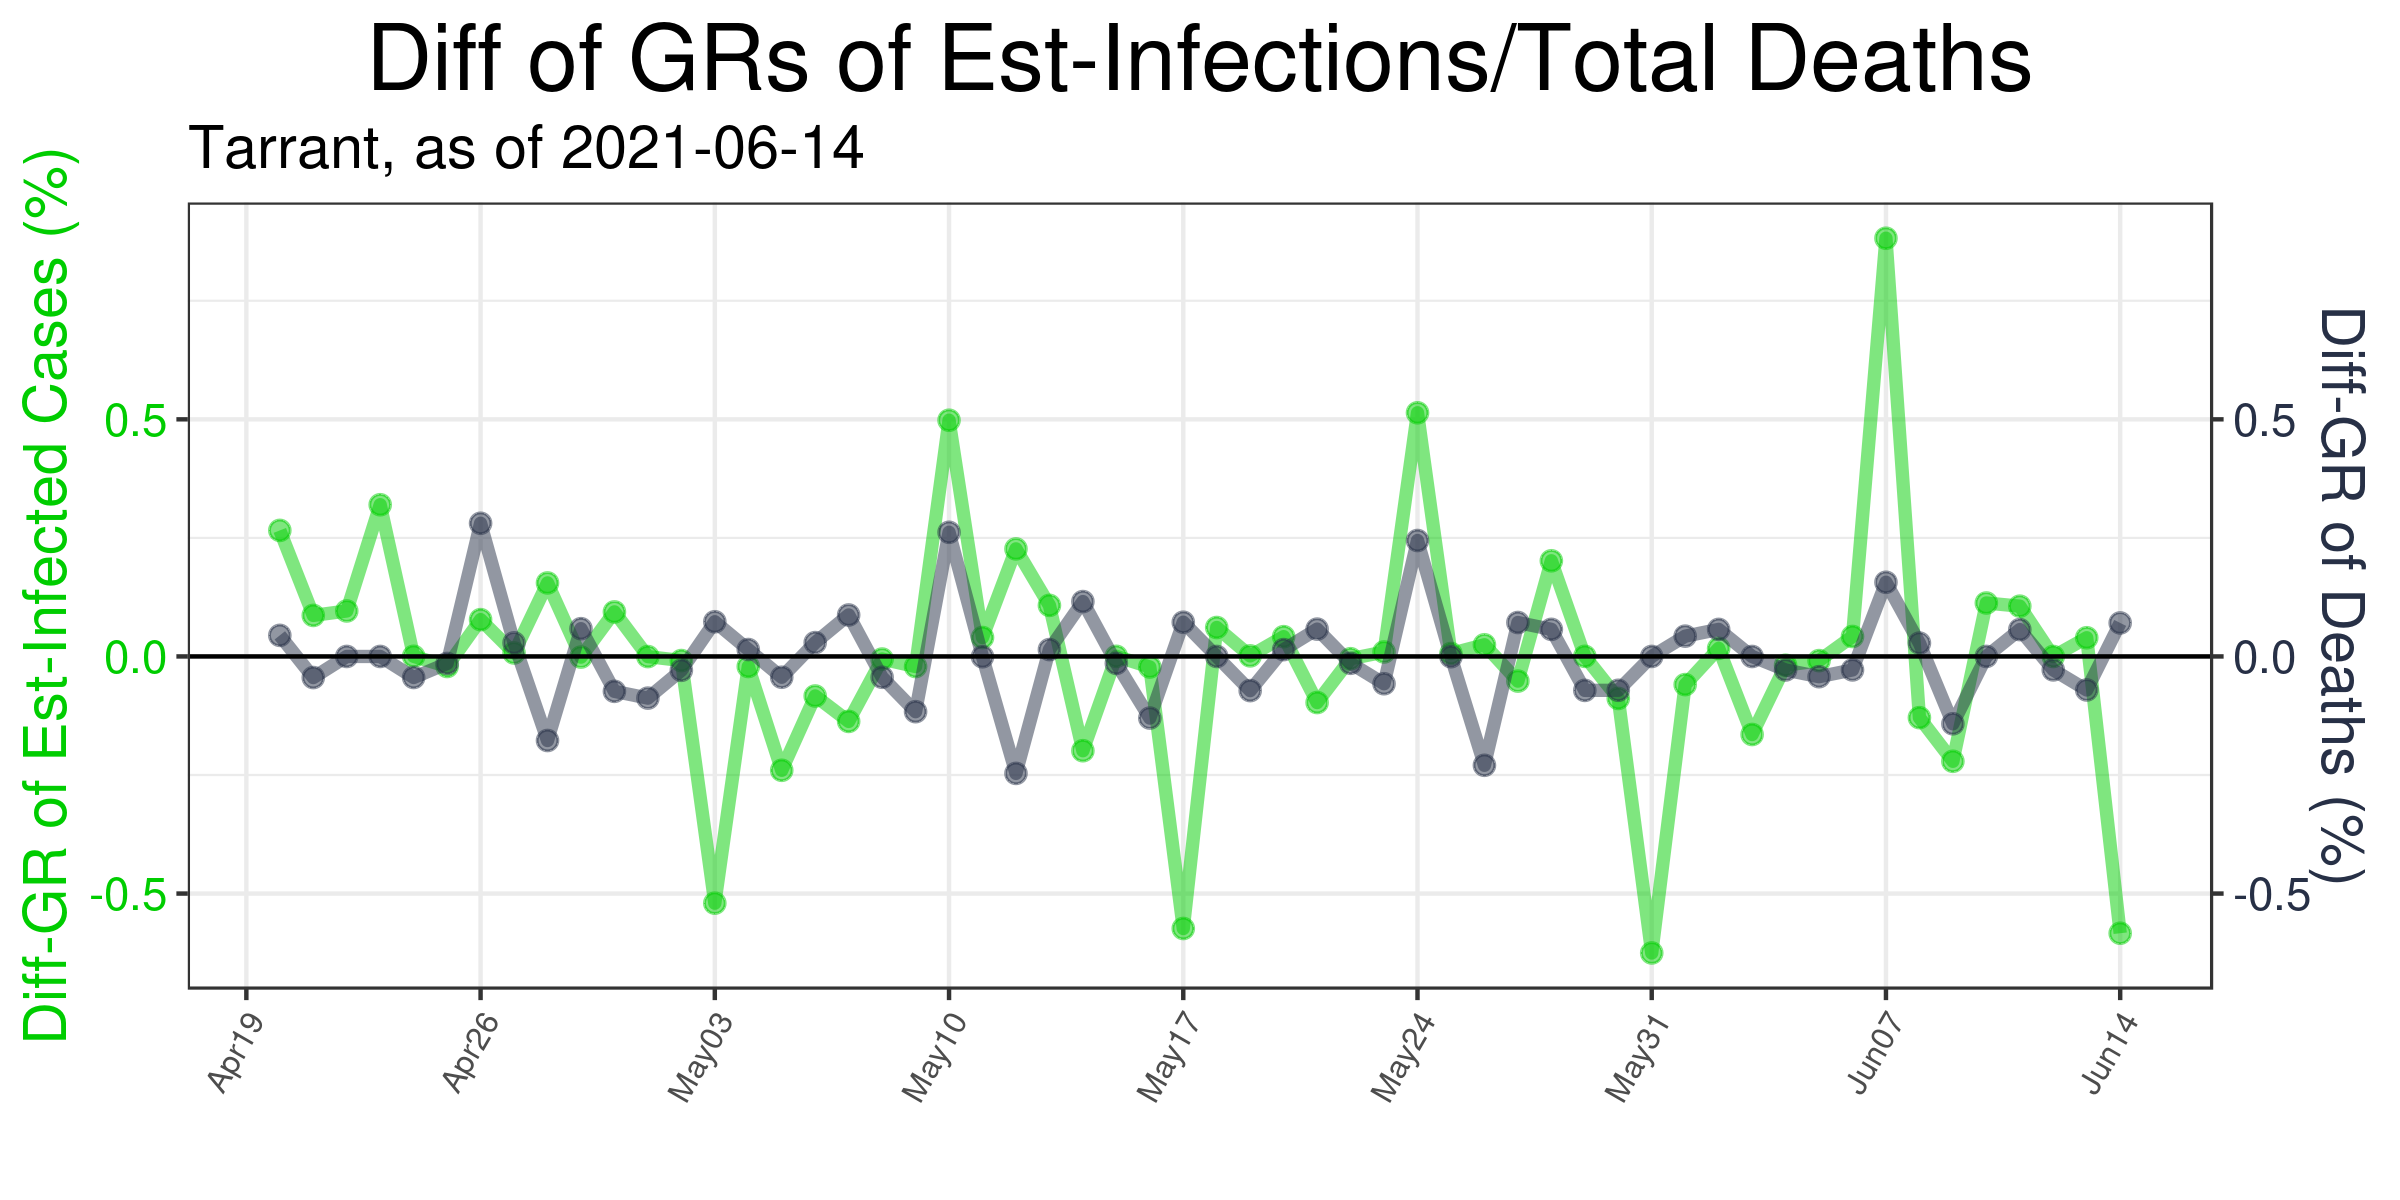 Diff of GRs of Est-Infections/Total Deaths
Tarrant, as of 2021-06-14
Diff-GR of Est-Infected Cases (%)
0.5
0.0
-0.5
0.5
0.0
-0.5
Diff-GR of Deaths (%)
Apr19
Apr26
May03
May10
May17
May24
May31
Jun07
Jun14